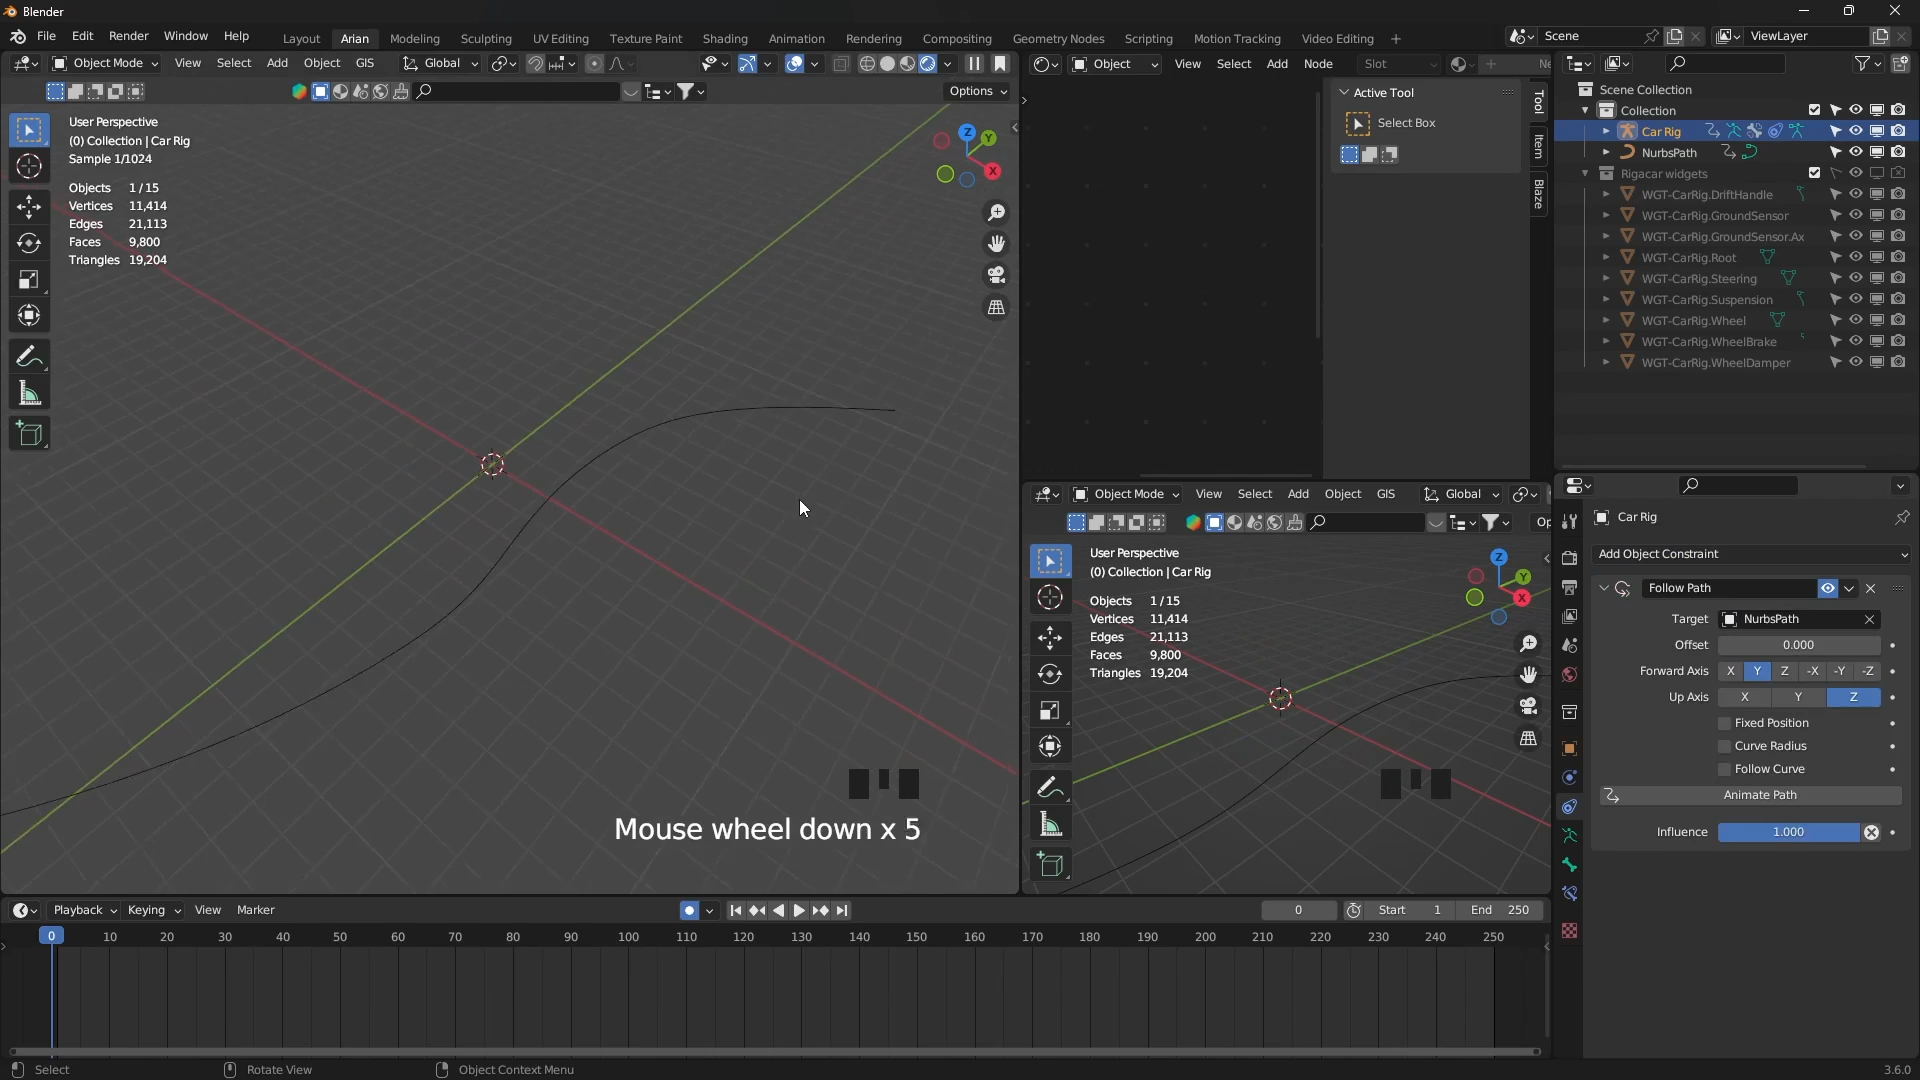 Blender
File Edit Render Window Help
Layout Arian Modeling Sculpting UV Editing Texture Paint Shading Animation Rendering Compositing Geometry Nodes Scripting Motion Tracking Video Editing +
Scene ViewLayer
Object Mode View Select Add Object GIS Global
Options
User Perspective
(0) Collection | Car Rig
Sample 1/1024
Objects 1/15
Vertices 11,414
Edges 21,113
Faces 9,800
Triangles 19,204
Z Y X
Mouse wheel down x 5
Object View Select Add Node Slot Ne
Active Tool
Select Box
Tool
Item
Blaze
Object Mode View Select Add Object GIS Global
Op
User Perspective
(0) Collection | Car Rig
Objects 1/15
Vertices 11,414
Edges 21,113
Faces 9,800
Triangles 19,204
Z Y X
Scene Collection
Collection
Car Rig
NurbsPath
Rigacar widgets
WGT-CarRig.DriftHandle
WGT-CarRig.GroundSensor
WGT-CarRig.GroundSensor.Ax
WGT-CarRig.Root
WGT-CarRig.Steering
WGT-CarRig.Suspension
WGT-CarRig.Wheel
WGT-CarRig.WheelBrake
WGT-CarRig.WheelDamper
Car Rig
Add Object Constraint
Follow Path
Target NurbsPath
Offset 0.000
Forward Axis X Y Z -X -Y -Z
Up Axis X Y Z
Fixed Position
Curve Radius
Follow Curve
Animate Path
Influence 1.000
Playback Keying View Marker
0 Start 1 End 250
0 10 20 30 40 50 60 70 80 90 100 110 120 130 140 150 160 170 180 190 200 210 220 230 240 250
Select Rotate View Object Context Menu
3.6.0